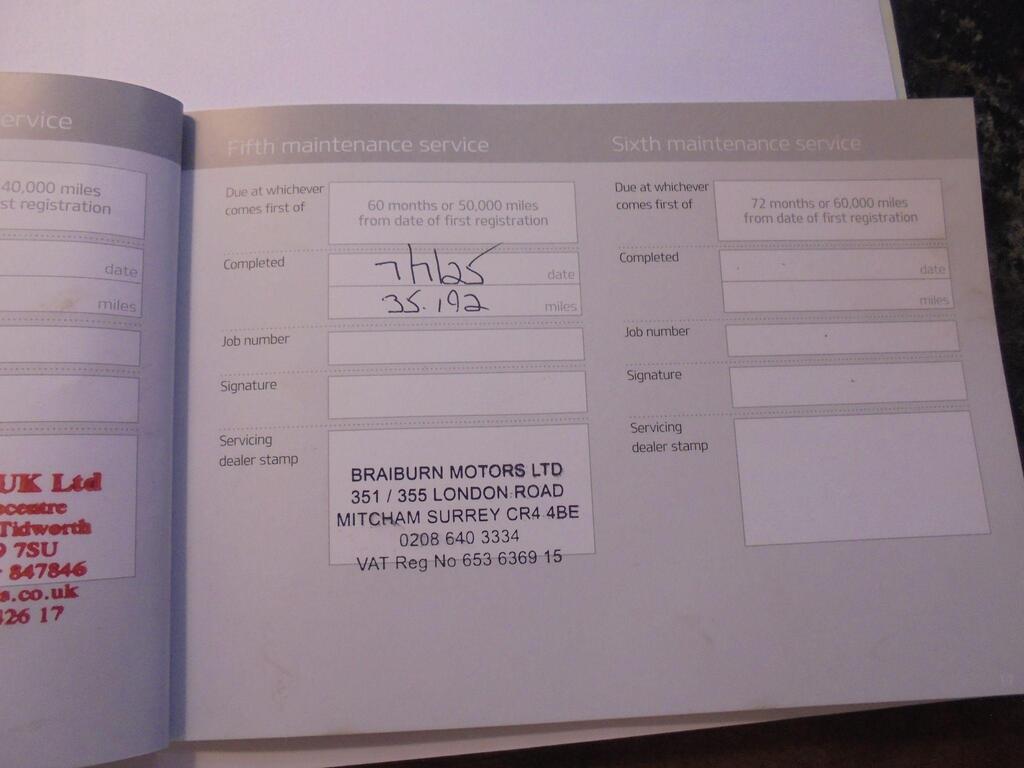 ervice
40,000 miles
st registration
date
miles
UK Ltd
Tidworth
7SU
847846
s.co.uk
426 17
Fifth maintenance service
Due at whichever
comes first of
60 months or 50,000 miles
from date of first registration
Completed
date
35.192 miles
Job number
Signature
Servicing
dealer stamp
BRAIBURN MOTORS LTD
351 / 355 LONDON ROAD
MITCHAM SURREY CR4 4BE
0208 640 3334
VAT Reg No 653 6369 15
Sixth maintenance service
Due at whichever
comes first of
72 months or 60,000 miles
from date of first registration
Completed
date
miles
Job number
Signature
Servicing
dealer stamp